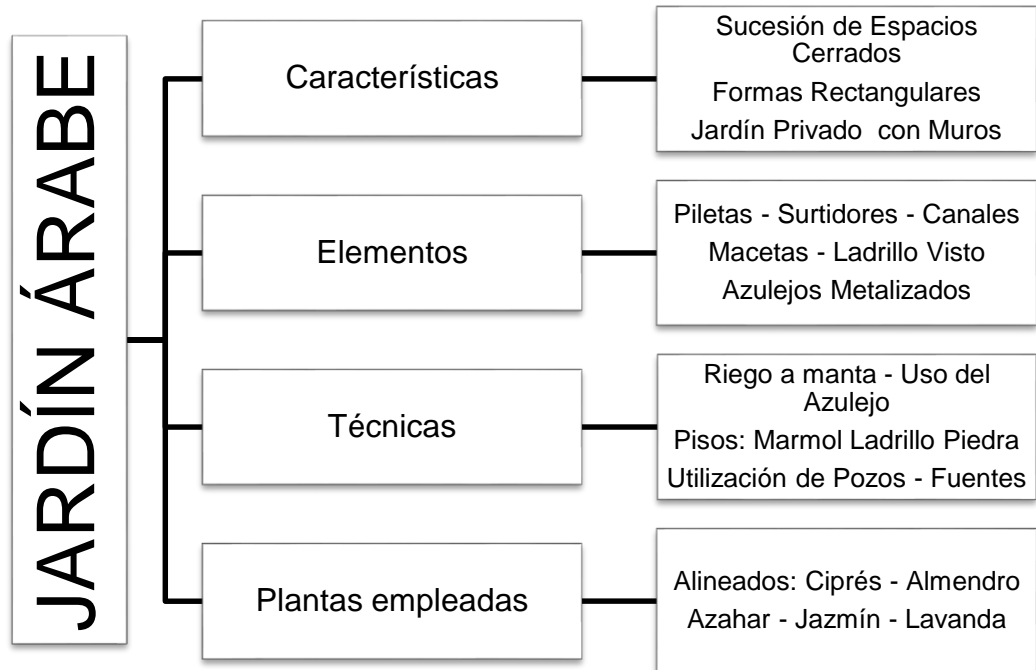 JARDÍN ÁRABE
Características
Sucesión de Espacios
Cerrados
Formas Rectangulares
Jardín Privado con Muros
Elementos
Piletas - Surtidores - Canales
Macetas - Ladrillo Visto
Azulejos Metalizados
Técnicas
Riego a manta - Uso del
Azulejo
Pisos: Marmol Ladrillo Piedra
Utilización de Pozos - Fuentes
Plantas empleadas
Alineados: Ciprés - Almendro
Azahar - Jazmín - Lavanda